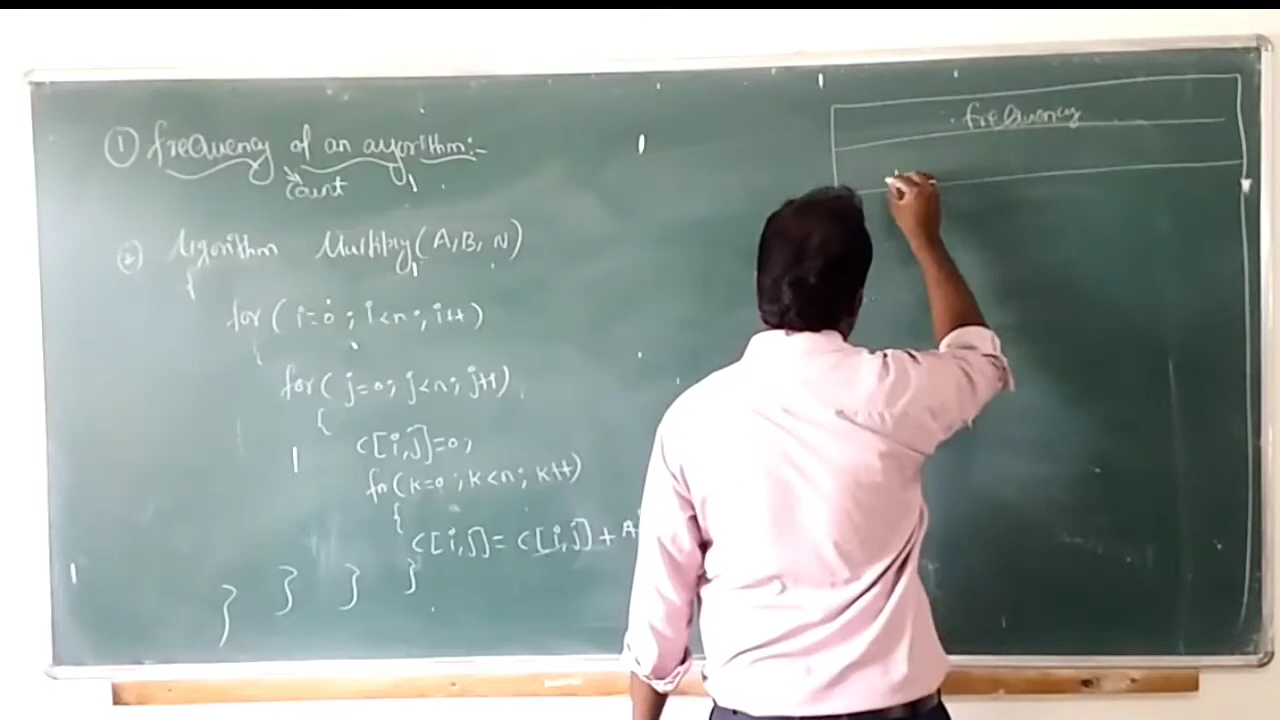 ① frequency of an algorithm:-
count
② Algorithm Multiply(A, B, N)
{
for ( i=0 ; i<n ; i++)
{
for( j=0; j<n; j++)
{
c[i,j]=0;
for(k=0 ; k<n ; k++)
{
c[i,j]= c[i,j] + A
} } } }
frequency